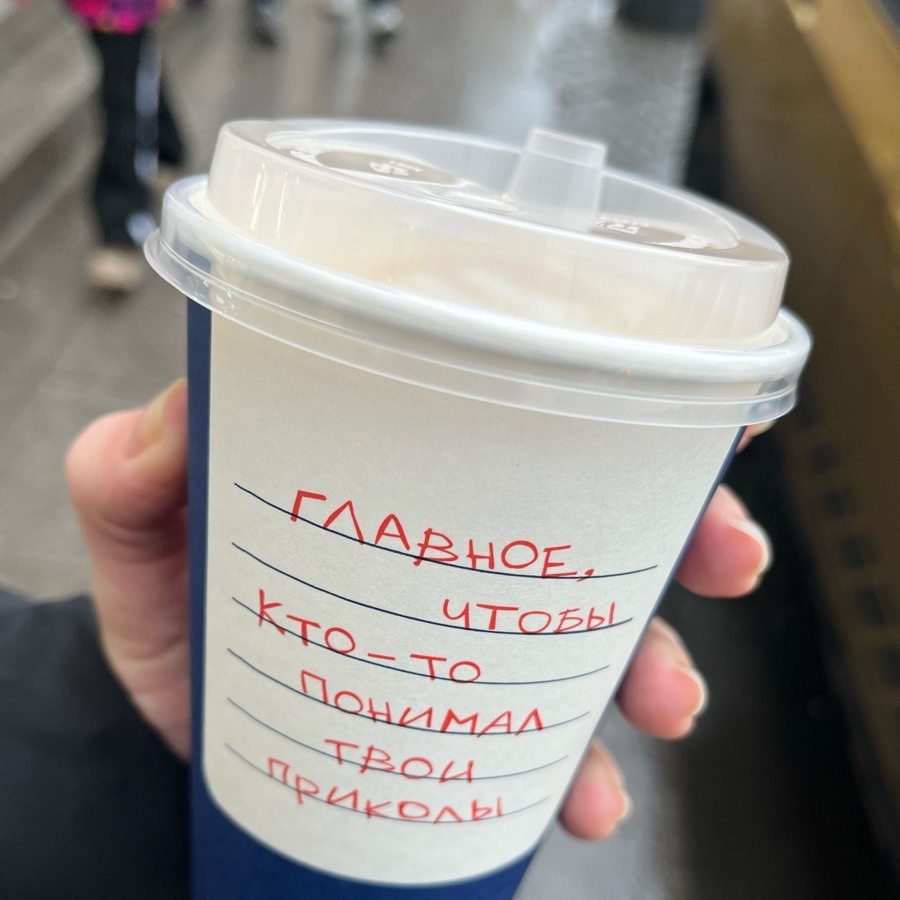 ГЛАВНОЕ,
ЧТОБЫ
КТО-ТО
ПОНИМАЛ
ТВОИ
ПРИКОЛЫ